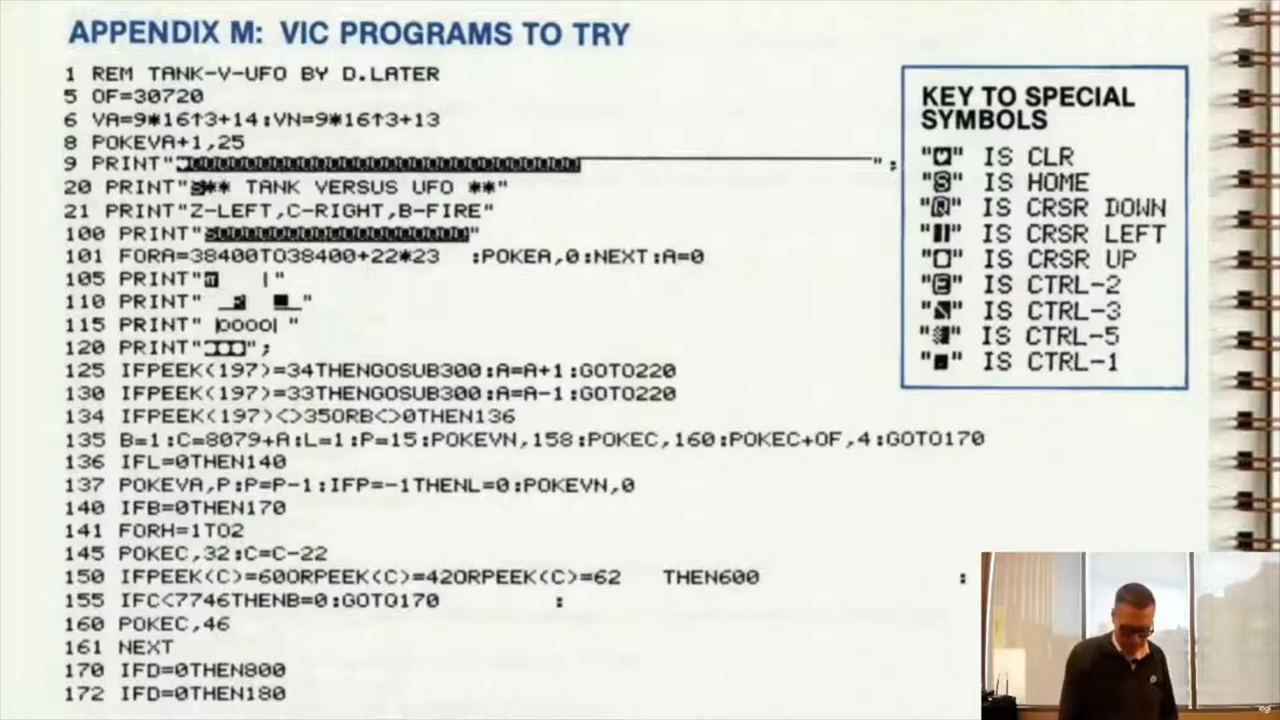 APPENDIX M: VIC PROGRAMS TO TRY
1 REM TANK-V-UFO BY D.LATER
5 OF=30720
6 VA=9*16↑3+14:VN=9*16↑3+13
8 POKEVA+1,25
9 PRINT" ";
20 PRINT"** TANK VERSUS UFO **"
21 PRINT"Z-LEFT,C-RIGHT,B-FIRE"
100 PRINT" "
101 FORA=38400TO38400+22*23 :POKEA,0:NEXT:A=0
105 PRINT" | "
110 PRINT" "
115 PRINT" |OOOO| "
120 PRINT" ";
125 IFPEEK(197)=34THENGOSUB300:A=A+1:GOTO220
130 IFPEEK(197)=33THENGOSUB300:A=A-1:GOTO220
134 IFPEEK(197)<>35ORB<>0THEN136
135 B=1:C=8079+A:L=1:P=15:POKEVN,158:POKEC,160:POKEC+OF,4:GOTO170
136 IFL=0THEN140
137 POKEVA,P:P=P-1:IFP=-1THENL=0:POKEVN,0
140 IFB=0THEN170
141 FORH=1TO2
145 POKEC,32:C=C-22
150 IFPEEK(C)=60ORPEEK(C)=42ORPEEK(C)=62 THEN600 :
155 IFC<7746THENB=0:GOTO170 :
160 POKEC,46
161 NEXT
170 IFD=0THEN800
172 IFD=0THEN180
KEY TO SPECIAL
SYMBOLS
"♥" IS CLR
"S" IS HOME
"Q" IS CRSR DOWN
"" IS CRSR LEFT
"" IS CRSR UP
"E" IS CTRL-2
"" IS CTRL-3
"" IS CTRL-5
"■" IS CTRL-1